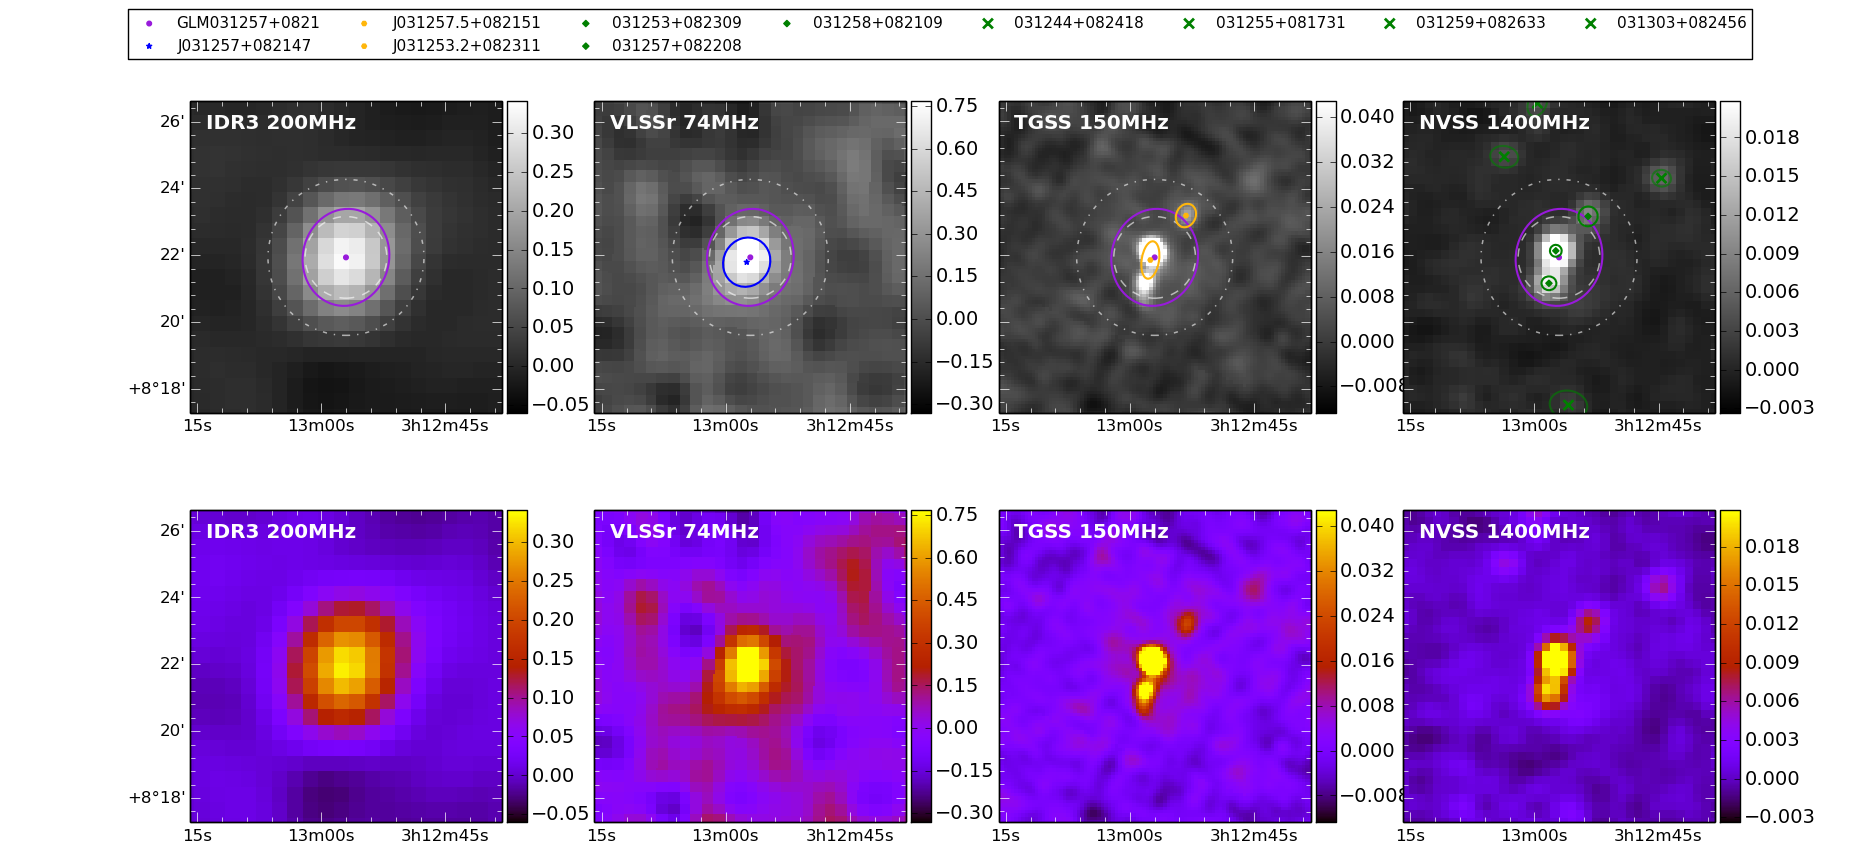 GLM031257+0821 J031257.5+082151 031253+082309 031258+082109 031244+082418 031255+081731 031259+082633 031303+082456
J031257+082147 J031253.2+082311 031257+082208
IDR3 200MHz VLSSr 74MHz TGSS 150MHz NVSS 1400MHz
26' 24' 22' 20' +8°18'
0.30 0.25 0.20 0.15 0.10 0.05 0.00 −0.05
0.75 0.60 0.45 0.30 0.15 0.00 −0.15 −0.30
0.040 0.032 0.024 0.016 0.008 0.000 −0.008
0.018 0.015 0.012 0.009 0.006 0.003 0.000 −0.003
15s 13m00s 3h12m45s 15s 13m00s 3h12m45s 15s 13m00s 3h12m45s 15s 13m00s 3h12m45s
IDR3 200MHz VLSSr 74MHz TGSS 150MHz NVSS 1400MHz
26' 24' 22' 20' +8°18'
0.30 0.25 0.20 0.15 0.10 0.05 0.00 −0.05
0.75 0.60 0.45 0.30 0.15 0.00 −0.15 −0.30
0.040 0.032 0.024 0.016 0.008 0.000 −0.008
0.018 0.015 0.012 0.009 0.006 0.003 0.000 −0.003
15s 13m00s 3h12m45s 15s 13m00s 3h12m45s 15s 13m00s 3h12m45s 15s 13m00s 3h12m45s